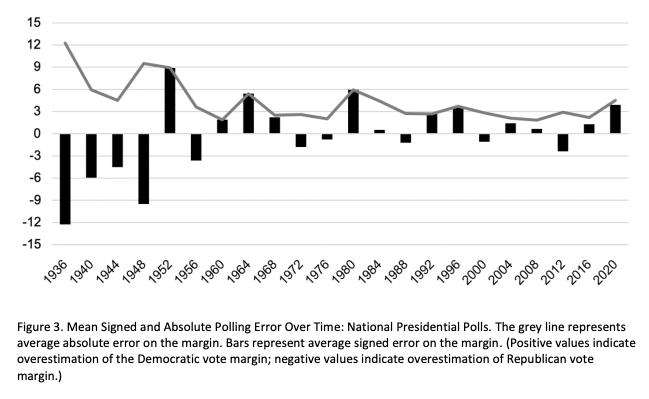 15
12
9
6
3
0
-3
-6
-9
-12
-15
1936 1940 1944 1948 1952 1956 1960 1964 1968 1972 1976 1980 1984 1988 1992 1996 2000 2004 2008 2012 2016 2020
Figure 3. Mean Signed and Absolute Polling Error Over Time: National Presidential Polls. The grey line represents
average absolute error on the margin. Bars represent average signed error on the margin. (Positive values indicate
overestimation of the Democratic vote margin; negative values indicate overestimation of Republican vote
margin.)